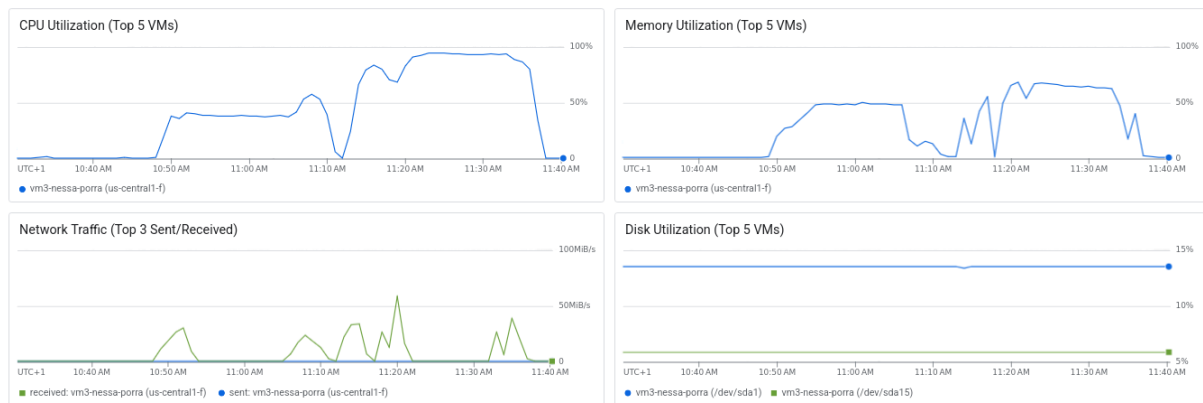 CPU Utilization (Top 5 VMs)
100%
50%
0
UTC+1 10:40 AM 10:50 AM 11:00 AM 11:10 AM 11:20 AM 11:30 AM 11:40 AM
vm3-nessa-porra (us-central1-f)
Memory Utilization (Top 5 VMs)
100%
50%
0
UTC+1 10:40 AM 10:50 AM 11:00 AM 11:10 AM 11:20 AM 11:30 AM 11:40 AM
vm3-nessa-porra (us-central1-f)
Network Traffic (Top 3 Sent/Received)
100MiB/s
50MiB/s
0
UTC+1 10:40 AM 10:50 AM 11:00 AM 11:10 AM 11:20 AM 11:30 AM 11:40 AM
received: vm3-nessa-porra (us-central1-f) sent: vm3-nessa-porra (us-central1-f)
Disk Utilization (Top 5 VMs)
15%
10%
5%
UTC+1 10:40 AM 10:50 AM 11:00 AM 11:10 AM 11:20 AM 11:30 AM 11:40 AM
vm3-nessa-porra (/dev/sda1) vm3-nessa-porra (/dev/sda15)